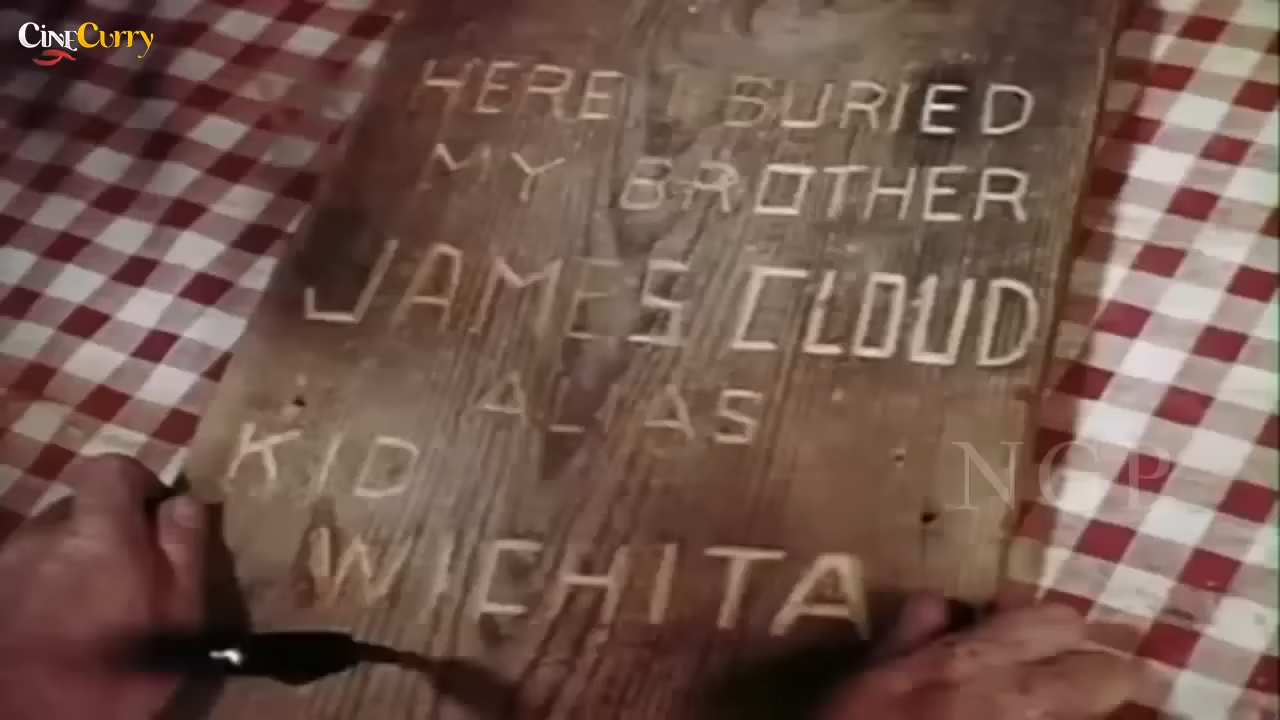 CineCurry
HERE I BURIED
MY BROTHER
JAMES CLOUD
ALIAS
KID
WICHITA
NGP